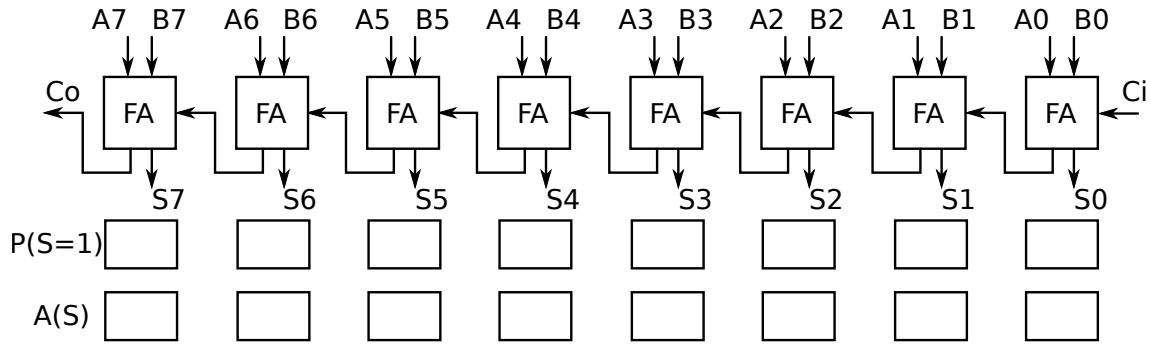 A7 B7 A6 B6 A5 B5 A4 B4 A3 B3 A2 B2 A1 B1 A0 B0
Co FA FA FA FA FA FA FA FA Ci
S7 S6 S5 S4 S3 S2 S1 S0
P(S=1)
A(S)